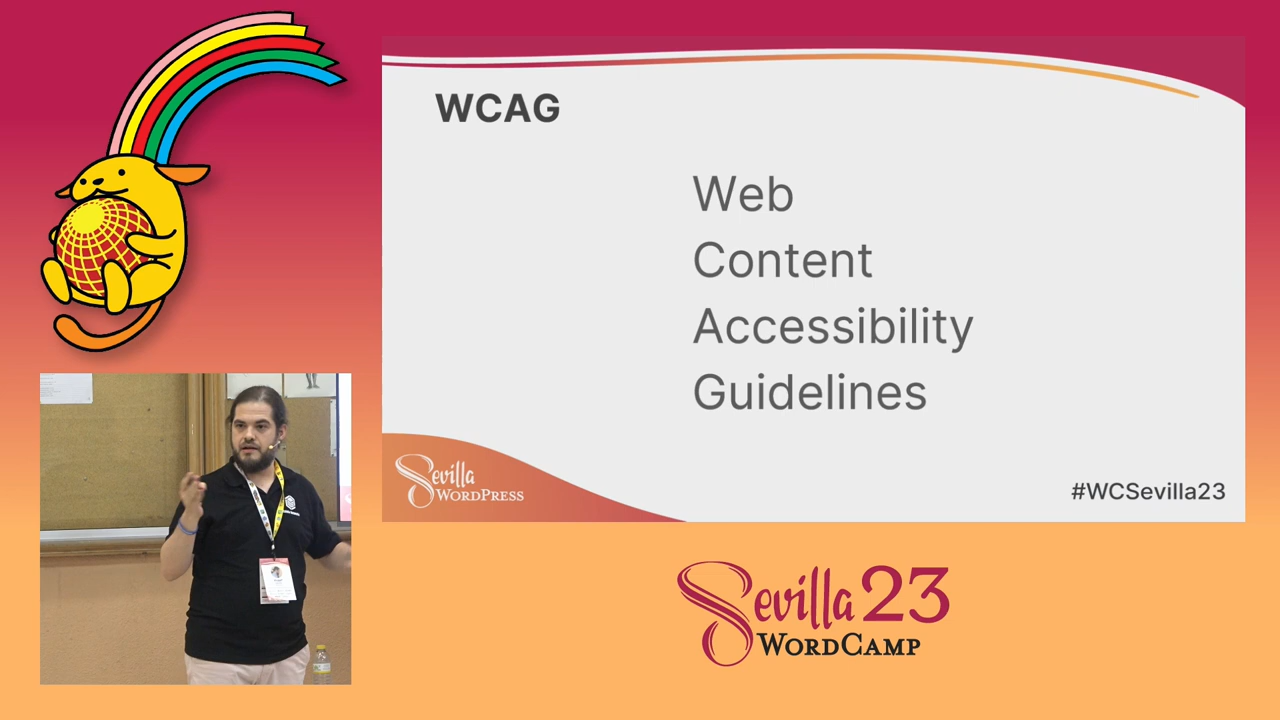 WCAG
Web
Content
Accessibility
Guidelines
Sevilla
WORDPRESS
#WCSevilla23
Sevilla 23
WORDCAMP